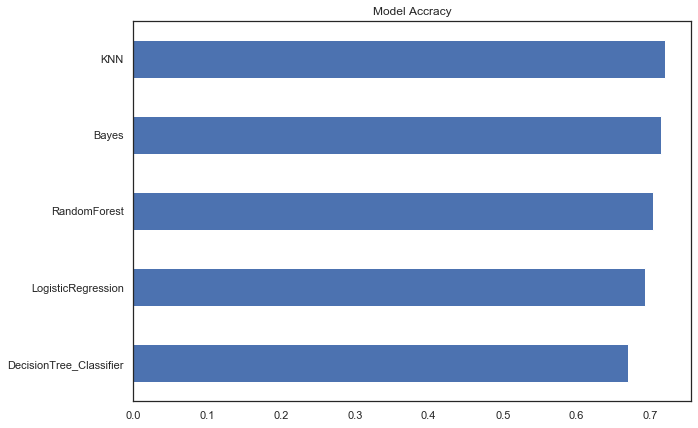 Model Accracy
KNN
Bayes
RandomForest
LogisticRegression
DecisionTree_Classifier
0.0 0.1 0.2 0.3 0.4 0.5 0.6 0.7